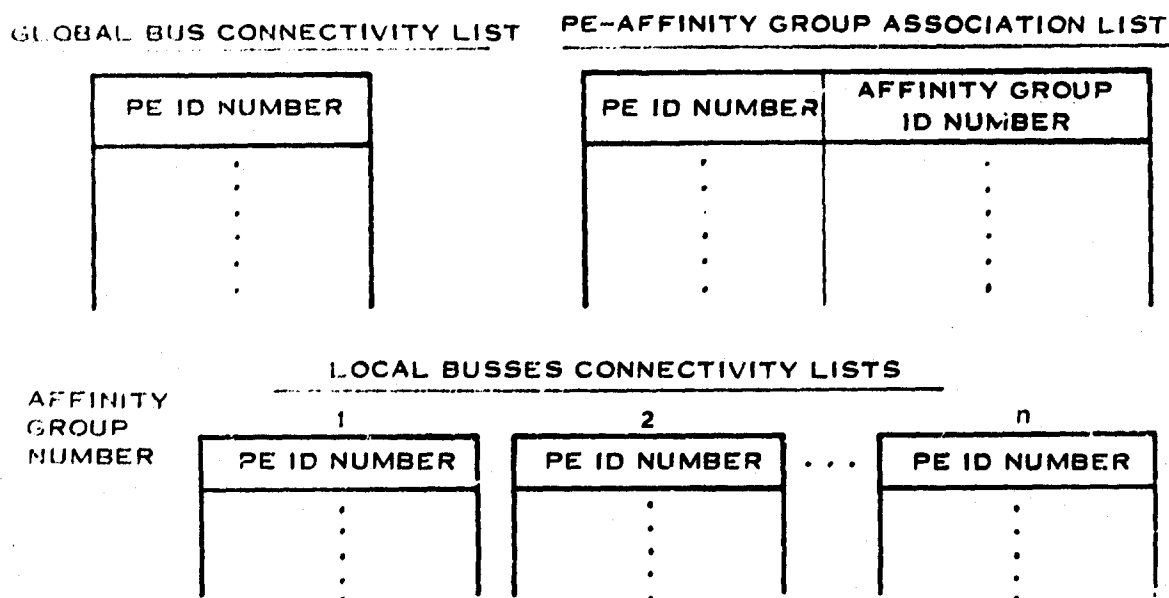 GLOBAL BUS CONNECTIVITY LIST
PE ID NUMBER
PE-AFFINITY GROUP ASSOCIATION LIST
PE ID NUMBER
AFFINITY GROUP
ID NUMBER
LOCAL BUSSES CONNECTIVITY LISTS
AFFINITY
GROUP
NUMBER
1
2
n
PE ID NUMBER
PE ID NUMBER
. . .
PE ID NUMBER